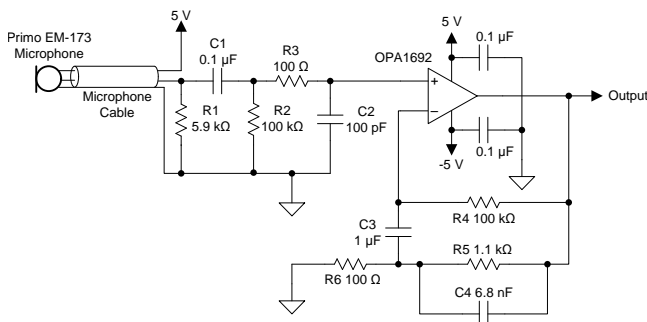 5 V
Primo EM-173
Microphone
Microphone
Cable
C1
0.1 µF
R3
100 Ω
R1
5.9 kΩ
R2
100 kΩ
C2
100 pF
OPA1692
5 V
0.1 µF
+
−
-5 V
0.1 µF
Output
R4 100 kΩ
C3
1 µF
R5 1.1 kΩ
R6 100 Ω
C4 6.8 nF